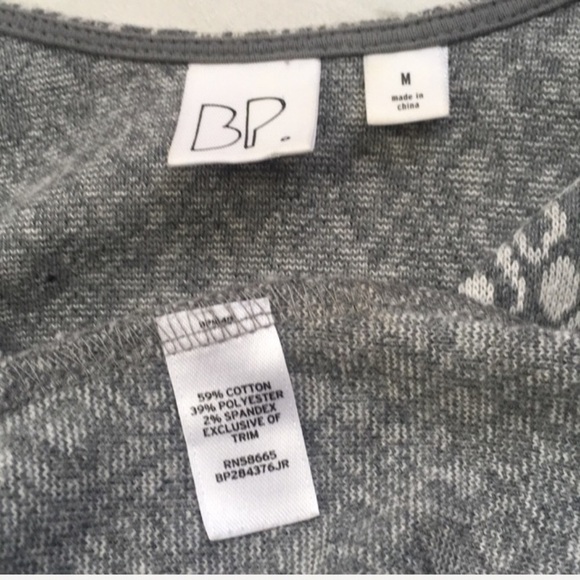 BP.
M
made in
china
59% COTTON
39% POLYESTER
2% SPANDEX
EXCLUSIVE OF
TRIM
RN58665
BP284376JR